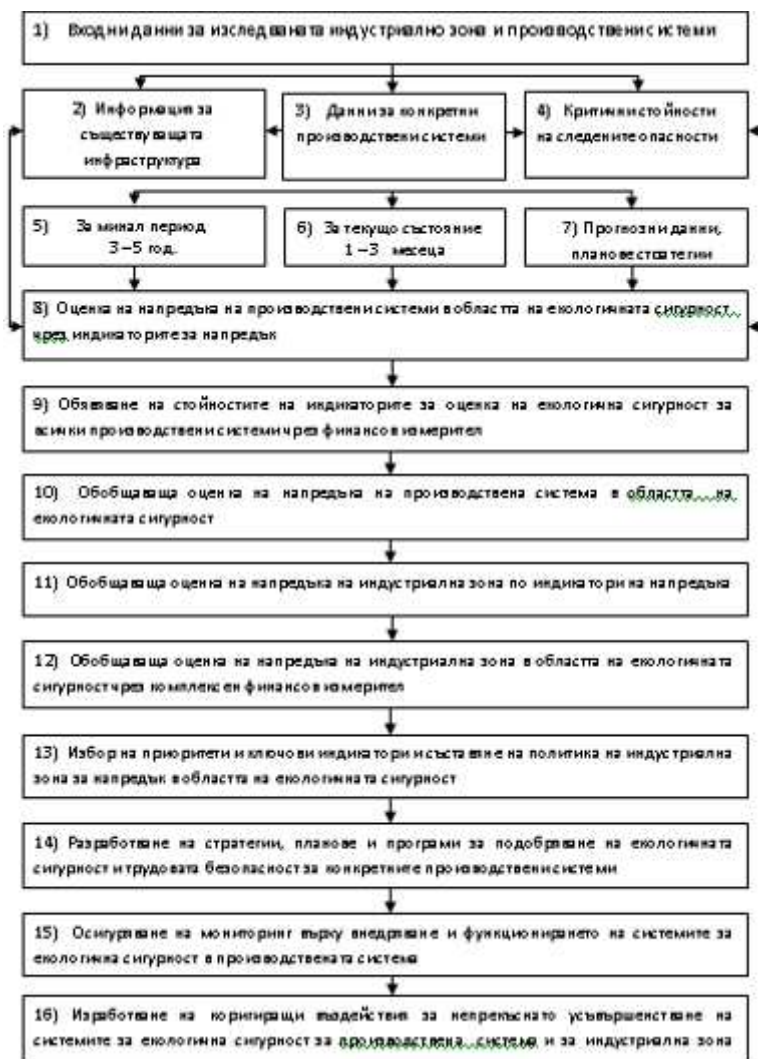 1) Входни данни за изследваната индустриално зона и производствени системи
2) Информация за
съществуващата
инфраструктура
3) Данни за конкретни
производствени системи
4) Критични стойности
на следените опасности
5) За минал период
3 – 5 год.
6) За текущо състояние
1 – 3 месеца
7) Прогнозни данни,
планове стратегии
8) Оценка на напредъка на производствени системи в областта на екологичната сигурност
чрез индикаторите за напредък
9) Обявяване на стойностите на индикаторите за оценка на екологична сигурност за
всички производствени системи чрез финансов измерител
10) Обобщаваща оценка на напредъка на производствена система в областта на
екологичната сигурност
11) Обобщаваща оценка на напредъка на индустриална зона по индикатори на напредъка
12) Обобщаваща оценка на напредъка на индустриална зона в областта на екологичната
сигурност чрез комплексен финансов измерител
13) Избор на приоритети и ключови индикатори и съставяне на политика на индустриална
зона за напредък в областта на екологичната сигурност
14) Разработване на стратегии, планове и програми за подобряване на екологичната
сигурност и трудовата безопасност за конкретните производствени системи
15) Осигуряване на мониторинг върху внедряване и функционирането на системите за
екологична сигурност в производствената система
16) Изработване на коригиращи въздействия за непрекъснато усъвършенстване на
системите за екологична сигурност за производствена система и за индустриална зона